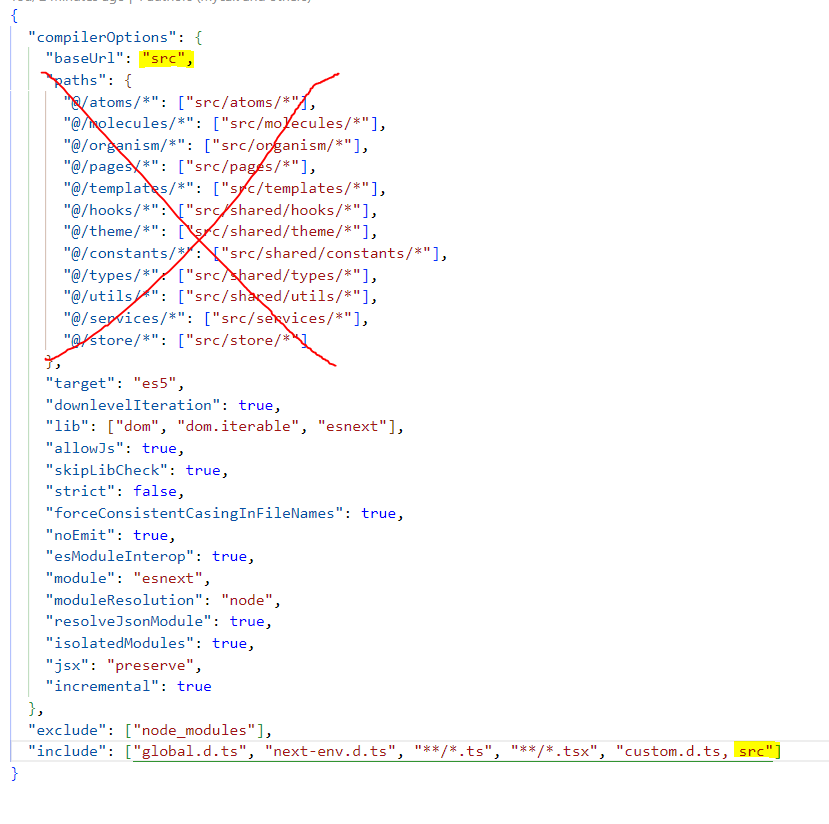 {
"compilerOptions": {
"baseUrl": "src",
"paths": {
"@/atoms/*": ["src/atoms/*"],
"@/molecules/*": ["src/molecules/*"],
"@/organism/*": ["src/organism/*"],
"@/pages/*": ["src/pages/*"],
"@/templates/*": ["src/templates/*"],
"@/hooks/*": ["src/shared/hooks/*"],
"@/theme/*": ["src/shared/theme/*"],
"@/constants/*": ["src/shared/constants/*"],
"@/types/*": ["src/shared/types/*"],
"@/utils/*": ["src/shared/utils/*"],
"@/services/*": ["src/services/*"],
"@/store/*": ["src/store/*"]
},
"target": "es5",
"downlevelIteration": true,
"lib": ["dom", "dom.iterable", "esnext"],
"allowJs": true,
"skipLibCheck": true,
"strict": false,
"forceConsistentCasingInFileNames": true,
"noEmit": true,
"esModuleInterop": true,
"module": "esnext",
"moduleResolution": "node",
"resolveJsonModule": true,
"isolatedModules": true,
"jsx": "preserve",
"incremental": true
},
"exclude": ["node_modules"],
"include": ["global.d.ts", "next-env.d.ts", "**/*.ts", "**/*.tsx", "custom.d.ts, src"]
}